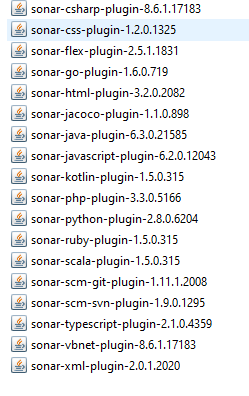 sonar-csharp-plugin-8.6.1.17183
sonar-css-plugin-1.2.0.1325
sonar-flex-plugin-2.5.1.1831
sonar-go-plugin-1.6.0.719
sonar-html-plugin-3.2.0.2082
sonar-jacoco-plugin-1.1.0.898
sonar-java-plugin-6.3.0.21585
sonar-javascript-plugin-6.2.0.12043
sonar-kotlin-plugin-1.5.0.315
sonar-php-plugin-3.3.0.5166
sonar-python-plugin-2.8.0.6204
sonar-ruby-plugin-1.5.0.315
sonar-scala-plugin-1.5.0.315
sonar-scm-git-plugin-1.11.1.2008
sonar-scm-svn-plugin-1.9.0.1295
sonar-typescript-plugin-2.1.0.4359
sonar-vbnet-plugin-8.6.1.17183
sonar-xml-plugin-2.0.1.2020